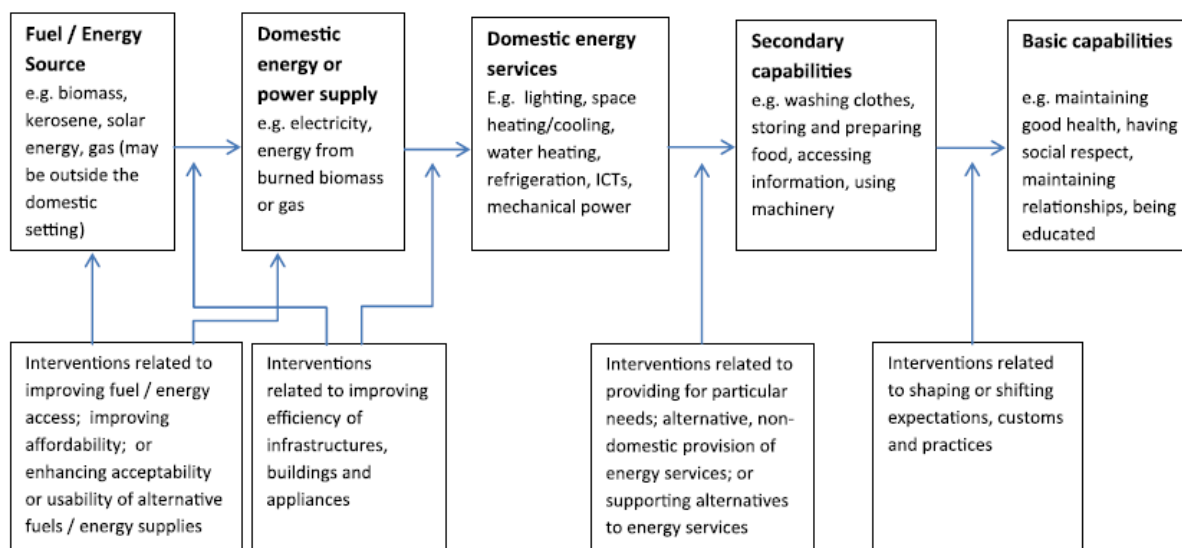 Fuel / Energy
Source
e.g. biomass,
kerosene, solar
energy, gas (may
be outside the
domestic
setting)
Domestic
energy or
power supply
e.g. electricity,
energy from
burned biomass
or gas
Domestic energy
services
E.g.  lighting, space
heating/cooling,
water heating,
refrigeration, ICTs,
mechanical power
Secondary
capabilities
e.g. washing clothes,
storing and preparing
food, accessing
information, using
machinery
Basic capabilities
e.g. maintaining
good health, having
social respect,
maintaining
relationships, being
educated
Interventions related to
improving fuel / energy
access;  improving
affordability;  or
enhancing acceptability
or usability of alternative
fuels / energy supplies
Interventions
related to improving
efficiency of
infrastructures,
buildings and
appliances
Interventions related to
providing for particular
needs; alternative, non-
domestic provision of
energy services; or
supporting alternatives
to energy services
Interventions related
to shaping or shifting
expectations, customs
and practices